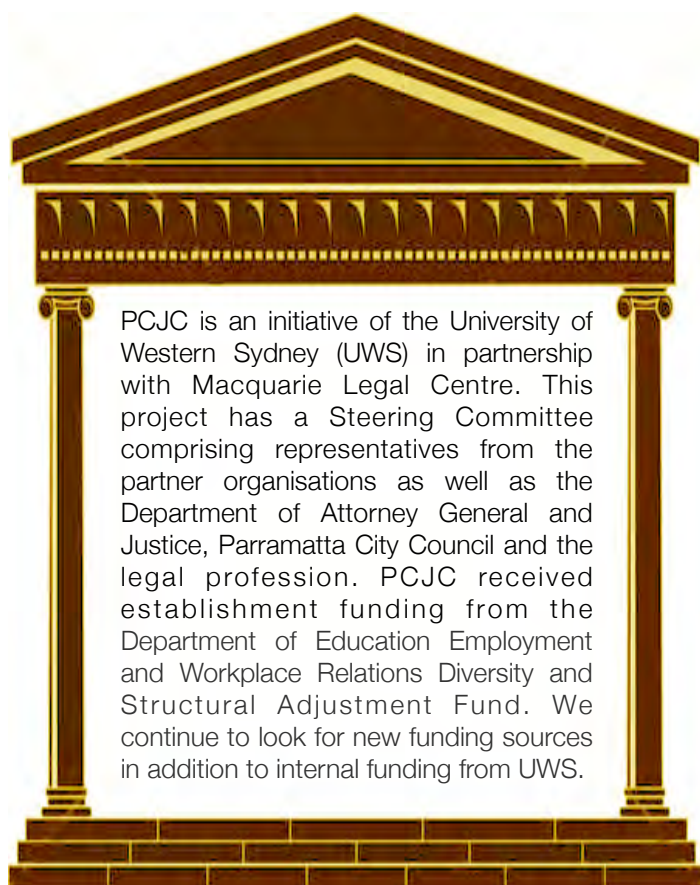 PCJC is an initiative of the University of
Western Sydney (UWS) in partnership
with Macquarie Legal Centre. This
project has a Steering Committee
comprising representatives from the
partner organisations as well as the
Department of Attorney General and
Justice, Parramatta City Council and the
legal profession. PCJC received
establishment funding from the
Department of Education Employment
and Workplace Relations Diversity and
Structural Adjustment Fund. We
continue to look for new funding sources
in addition to internal funding from UWS.